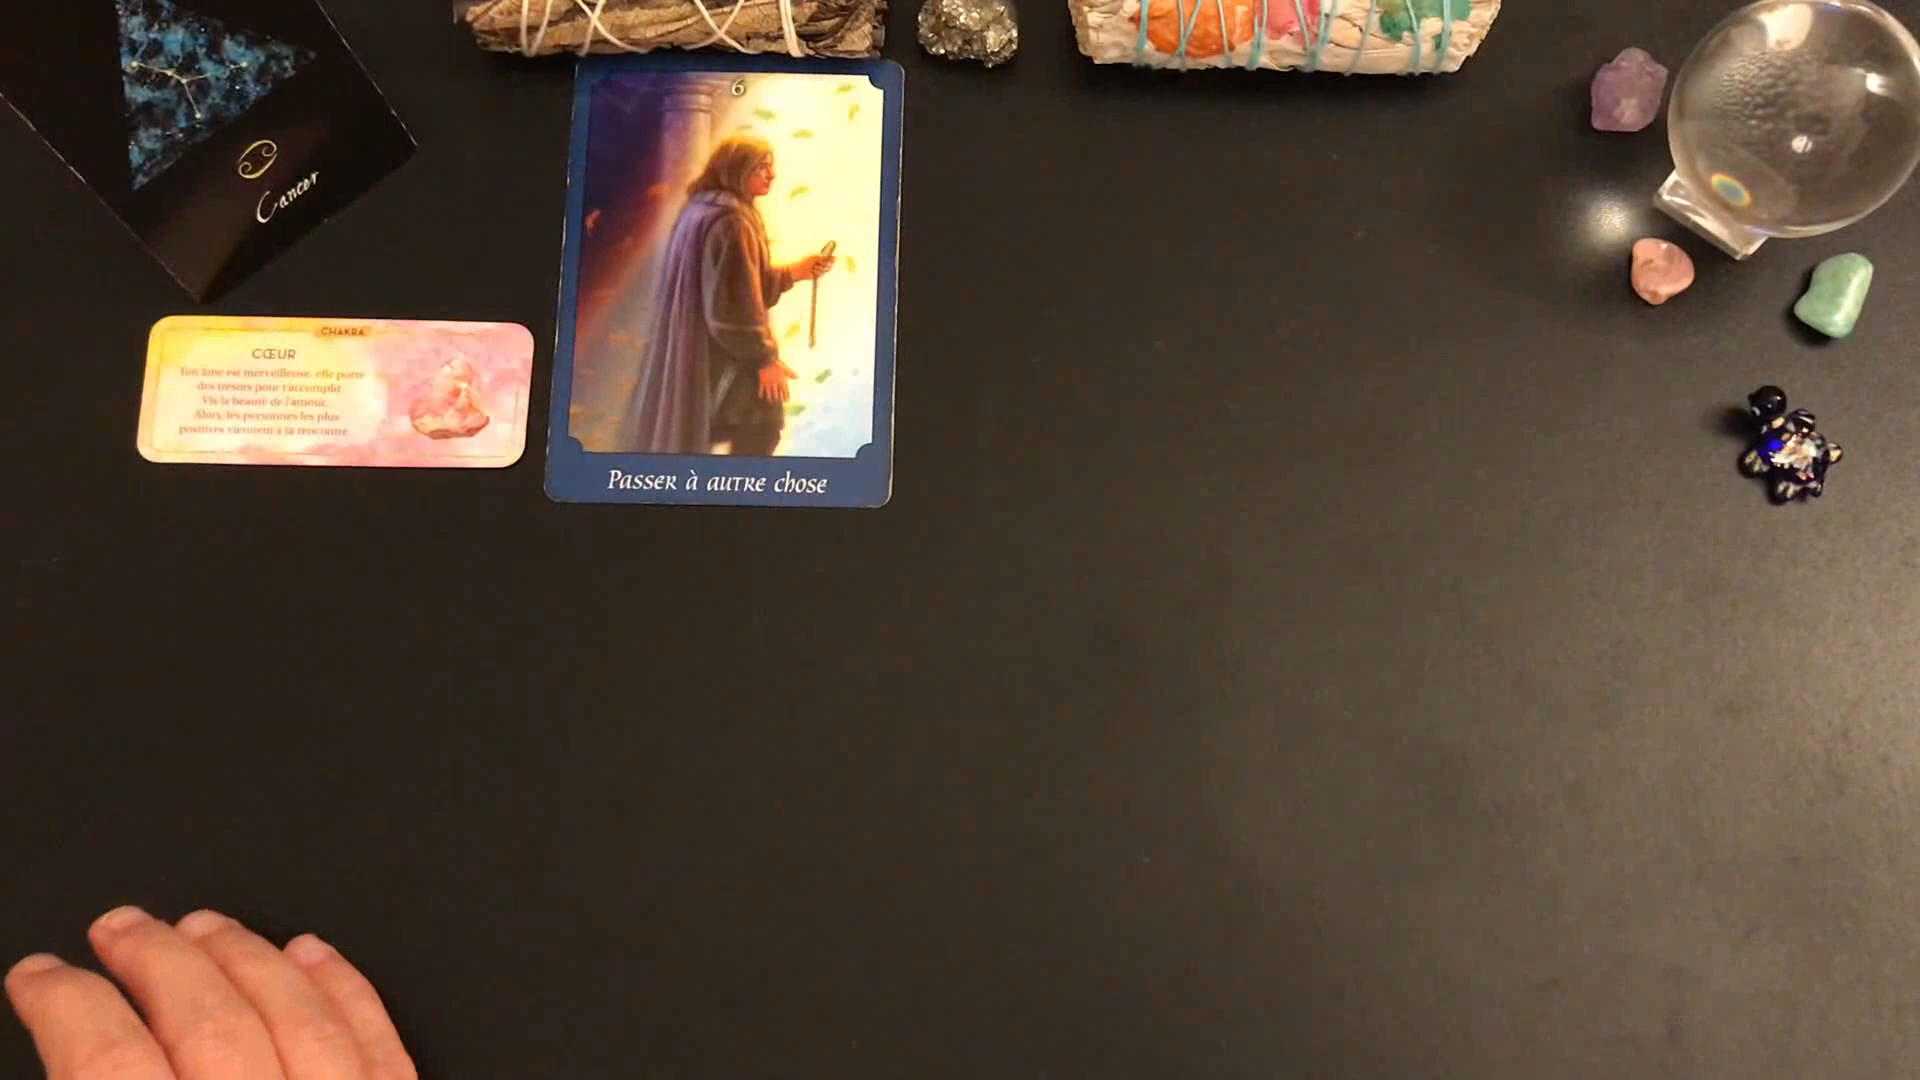 6
♋
Cancer
CHAKRA
CŒUR
Ton âme est merveilleuse, elle porte
des trésors pour t'accomplir.
Vis la beauté de l'amour.
Alors, les personnes les plus
positives viennent à ta rencontre.
Passer à autre chose